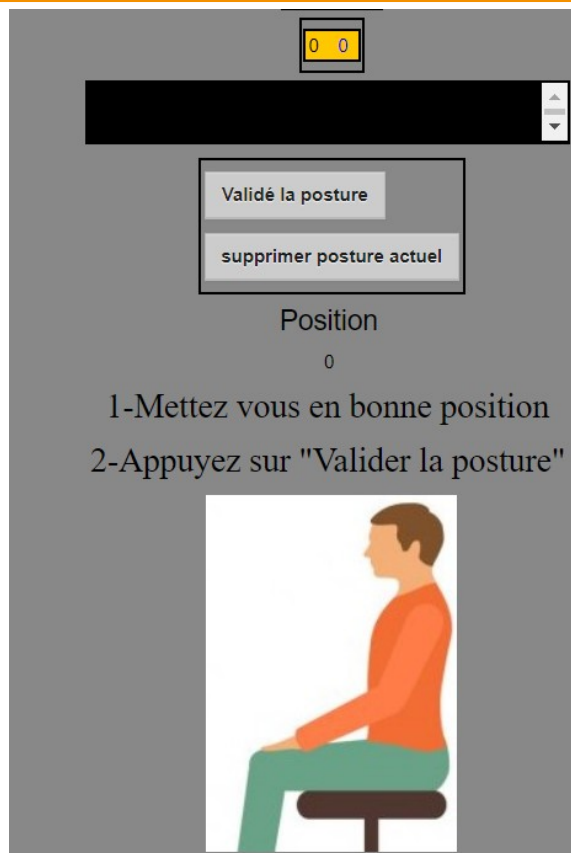 0 0
Validé la posture
supprimer posture actuel
Position
0
1-Mettez vous en bonne position
2-Appuyez sur "Valider la posture"